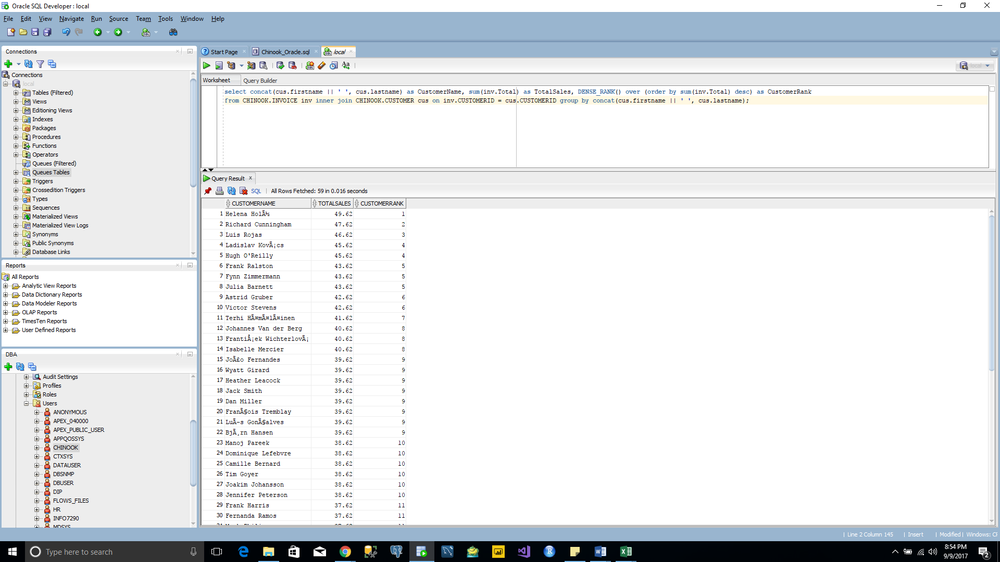 Oracle SQL Developer : local
File Edit View Navigate Run Source Team Tools Window Help
Connections
Connections
local
Tables (Filtered)
Views
Editioning Views
Indexes
Packages
Procedures
Functions
Operators
Queues (Filtered)
Queues Tables
Triggers
Crossedition Triggers
Types
Sequences
Materialized Views
Materialized View Logs
Synonyms
Public Synonyms
Database Links
Reports
All Reports
Analytic View Reports
Data Dictionary Reports
Data Modeler Reports
OLAP Reports
TimesTen Reports
User Defined Reports
DBA
Audit Settings
Profiles
Roles
Users
ANONYMOUS
APEX_040000
APEX_PUBLIC_USER
APPQOSSYS
CHINOOK
CTXSYS
DATAUSER
DBSNMP
DBUSER
DIP
FLOWS_FILES
HR
INFO7290
MDSYS
Start Page Chinook_Oracle.sql local
local
Worksheet Query Builder
select concat(cus.firstname || ' ', cus.lastname) as CustomerName, sum(inv.Total) as TotalSales, DENSE_RANK() over (order by sum(inv.Total) desc) as CustomerRank
from CHINOOK.INVOICE inv inner join CHINOOK.CUSTOMER cus on inv.CUSTOMERID = cus.CUSTOMERID group by concat(cus.firstname || ' ', cus.lastname);
Query Result
SQL | All Rows Fetched: 59 in 0.016 seconds
CUSTOMERNAME TOTALSALES CUSTOMERRANK
1 Helena HolÃ½ 49.62 1
2 Richard Cunningham 47.62 2
3 Luis Rojas 46.62 3
4 Ladislav KovÃ¡cs 45.62 4
5 Hugh O'Reilly 45.62 4
6 Frank Ralston 43.62 5
7 Fynn Zimmermann 43.62 5
8 Julia Barnett 43.62 5
9 Astrid Gruber 42.62 6
10 Victor Stevens 42.62 6
11 Terhi HÃ¤mÃ¤lÃ¤inen 41.62 7
12 Johannes Van der Berg 40.62 8
13 FrantiÅ¡ek WichterlovÃ¡ 40.62 8
14 Isabelle Mercier 40.62 8
15 JoÃ£o Fernandes 39.62 9
16 Wyatt Girard 39.62 9
17 Heather Leacock 39.62 9
18 Jack Smith 39.62 9
19 Dan Miller 39.62 9
20 FranÃ§ois Tremblay 39.62 9
21 LuÃ-s GonÃ§alves 39.62 9
22 BjÃ¸rn Hansen 39.62 9
23 Manoj Pareek 38.62 10
24 Dominique Lefebvre 38.62 10
25 Camille Bernard 38.62 10
26 Tim Goyer 38.62 10
27 Joakim Johansson 38.62 10
28 Jennifer Peterson 38.62 10
29 Frank Harris 37.62 11
30 Fernanda Ramos 37.62 11
| Line 2 Column 145 | Insert | Modified | Windows: CF
Type here to search
8:54 PM
9/9/2017
2